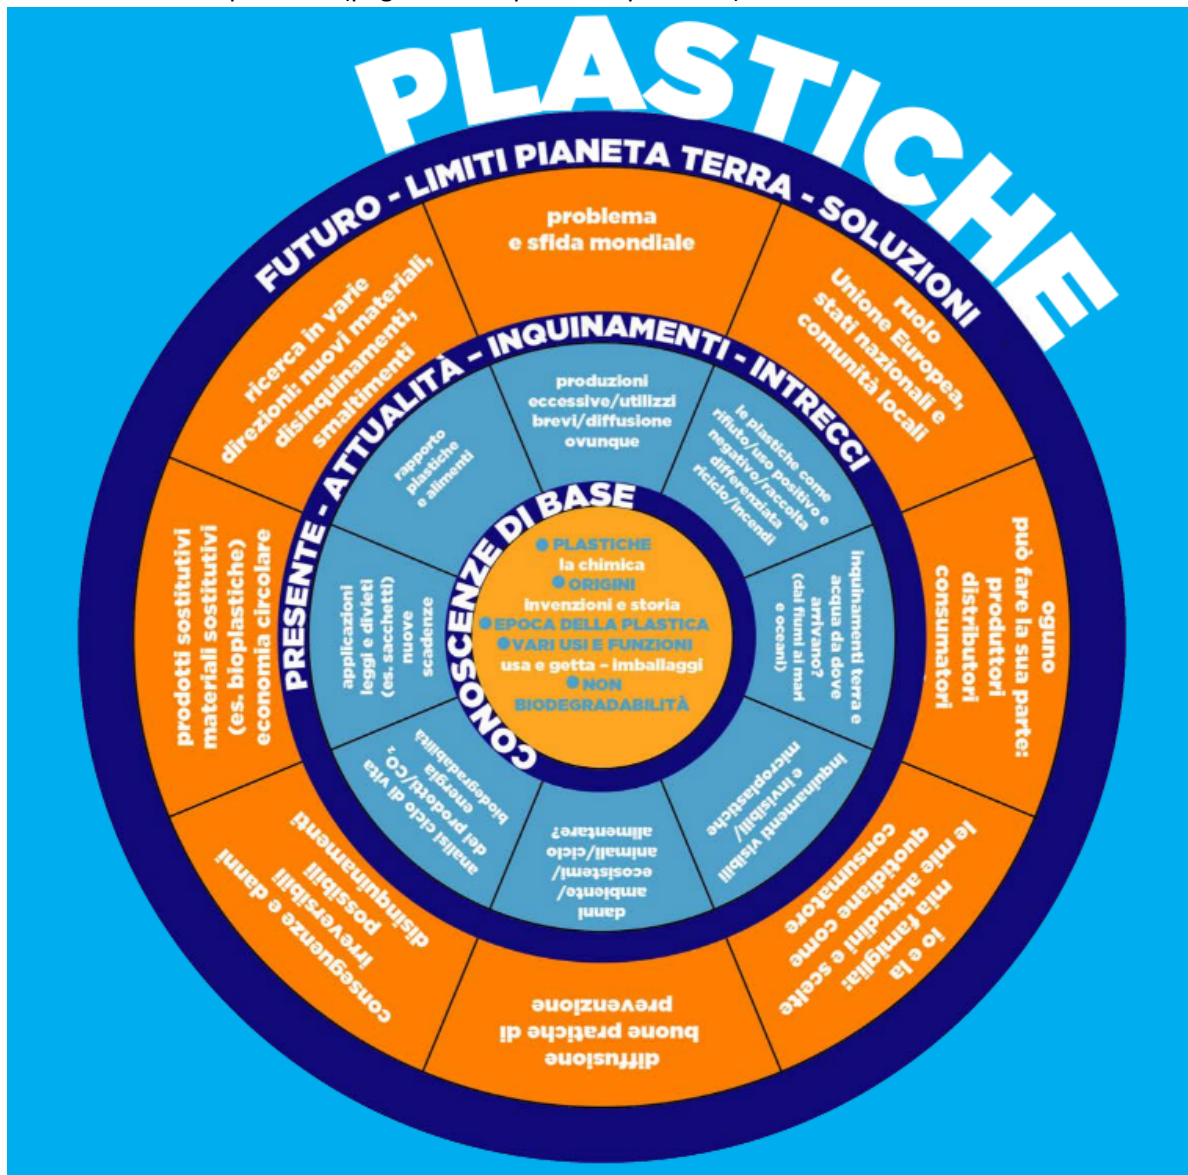 PLASTICHE
FUTURO - LIMITI PIANETA TERRA - SOLUZIONI
problema
e sfida mondiale
ruolo
Unione Europea,
stati nazionali e
comunità locali
oguno
può fare la sua parte:
produttori
distributori
consumatori
io e la
mia famiglia:
le mie abitudini e scelte
quotidiane come
consumatore
diffusione
buone pratiche di
prevenzione
conseguenze e danni
irreversibili
possibili
disinquinamenti
prodotti sostitutivi
materiali sostitutivi
(es. bioplastiche)
economia circolare
ricerca in varie
direzioni: nuovi materiali,
disinquinamenti,
smaltimenti
PRESENTE - ATTUALITÀ – INQUINAMENTI - INTRECCI
produzioni
eccessive/utilizzi
brevi/diffusione
ovunque
le plastiche come
rifiuto/uso positivo e
negativo/raccolta
differenziata
riciclo/incendi
inquinamenti terra e
acqua da dove
arrivano?
(dai fiumi ai mari
e oceani)
inquinamenti visibili
e invisibili/
microplastiche
danni
ambiente/
ecosistemi/
animali/ciclo
alimentare?
analisi ciclo di vita
dei prodotti/CO₂
energia
biodegradabilità
applicazioni
leggi e divieti
(es. sacchetti)
nuove
scadenze
rapporto
plastiche
e alimenti
CONOSCENZE DI BASE
● PLASTICHE
la chimica
● ORIGINI
invenzioni e storia
● EPOCA DELLA PLASTICA
● VARI USI E FUNZIONI
usa e getta – imballaggi
● NON
BIODEGRADABILITÀ